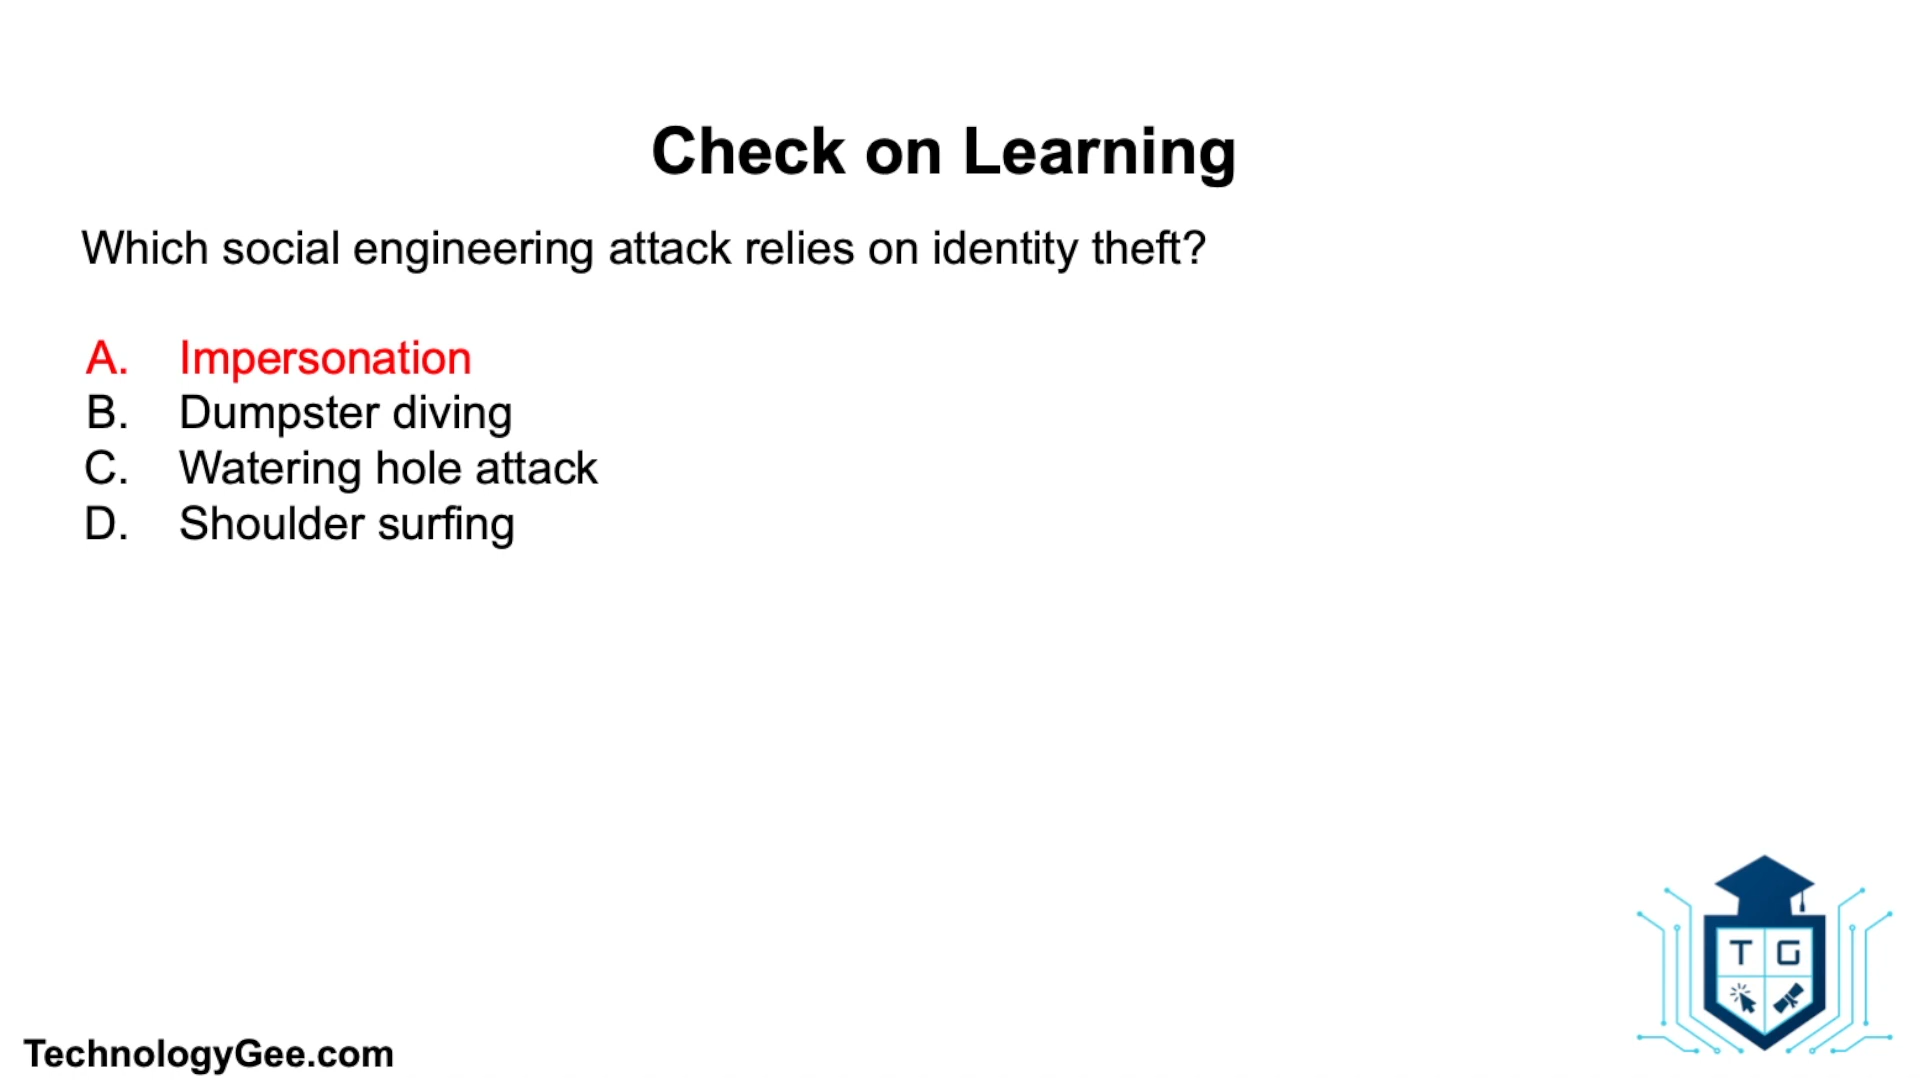 Check on Learning
Which social engineering attack relies on identity theft?
A. Impersonation
B. Dumpster diving
C. Watering hole attack
D. Shoulder surfing
T G
TechnologyGee.com